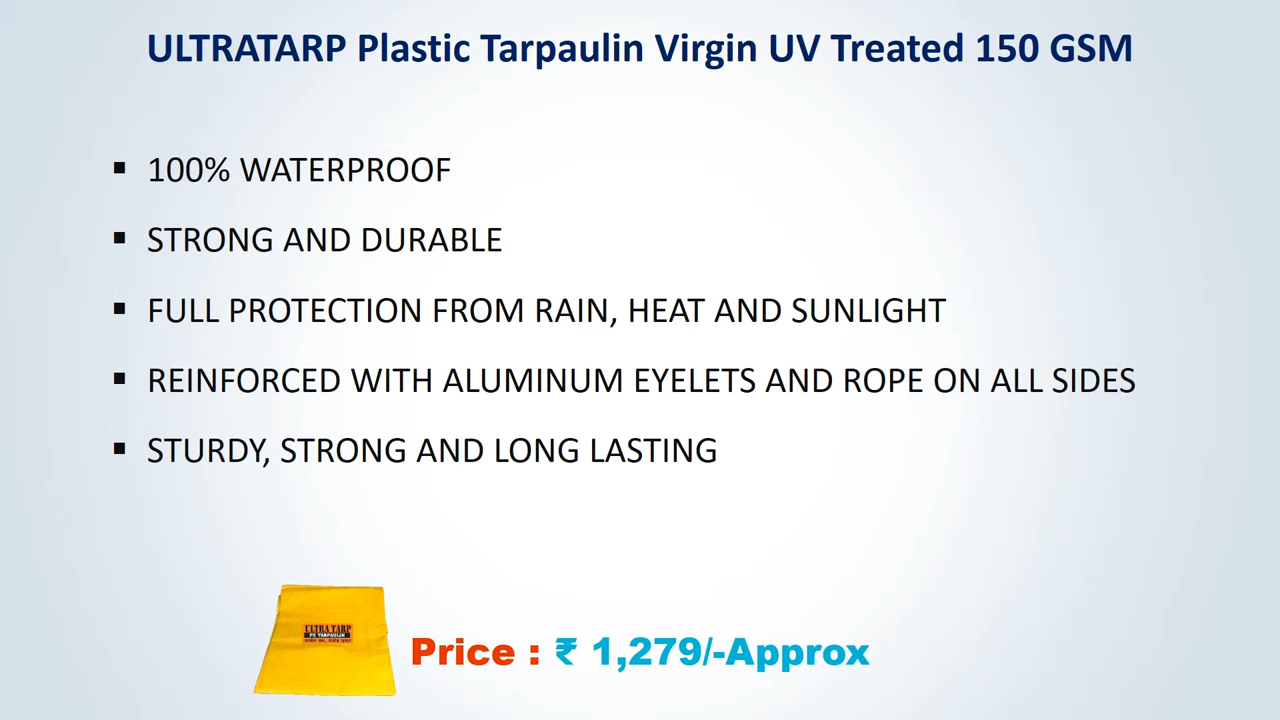 ULTRATARP Plastic Tarpaulin Virgin UV Treated 150 GSM
▪ 100% WATERPROOF
▪ STRONG AND DURABLE
▪ FULL PROTECTION FROM RAIN, HEAT AND SUNLIGHT
▪ REINFORCED WITH ALUMINUM EYELETS AND ROPE ON ALL SIDES
▪ STURDY, STRONG AND LONG LASTING
ULTRA TARP
PE TARPAULIN
Price : ₹ 1,279/-Approx